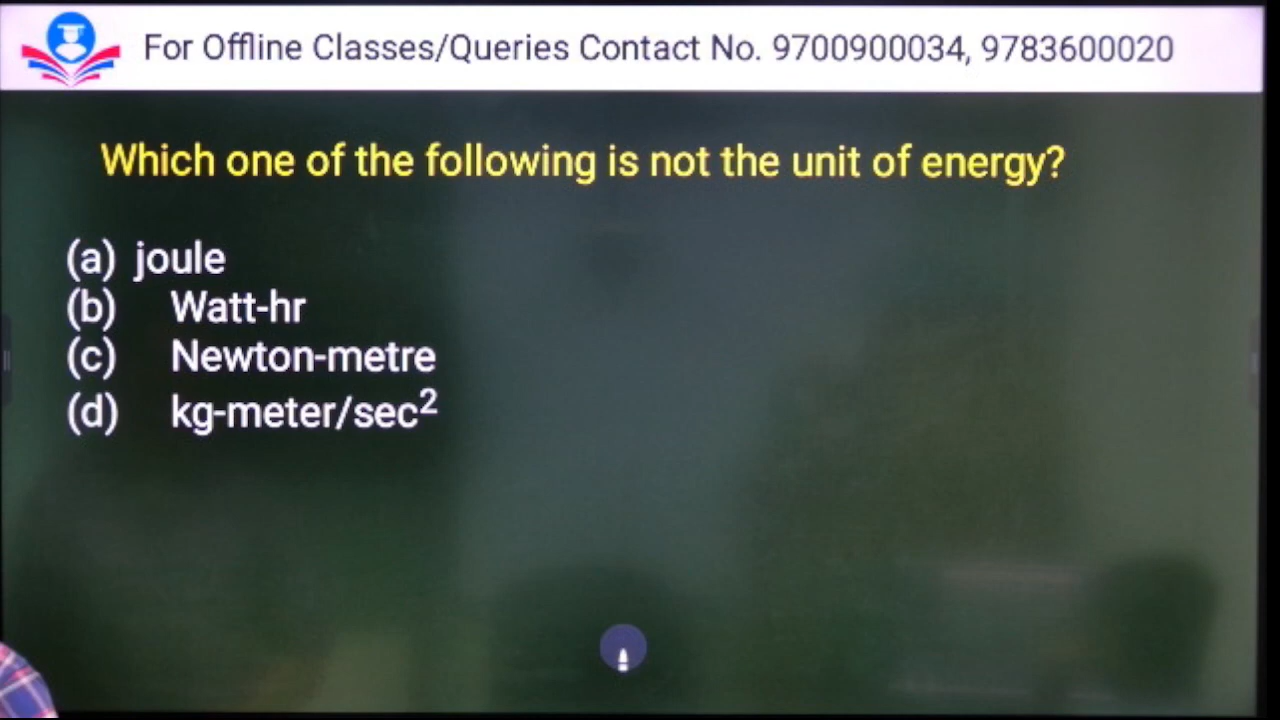 For Offline Classes/Queries Contact No. 9700900034, 9783600020
Which one of the following is not the unit of energy?
(a) joule
(b) Watt-hr
(c) Newton-metre
(d) kg-meter/sec²